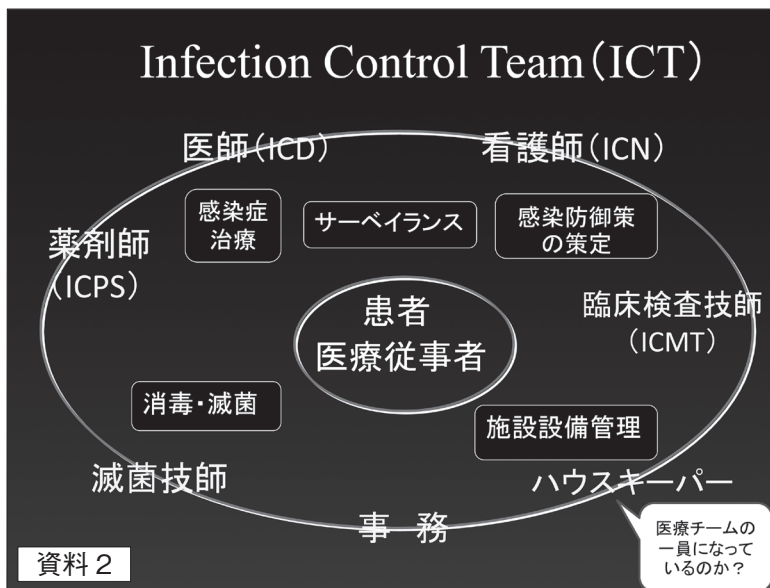 Infection Control Team(ICT)
医師(ICD)
看護師(ICN)
感染症
治療
サーベイランス
感染防御策
の策定
薬剤師
(ICPS)
患者
医療従事者
臨床検査技師
(ICMT)
消毒・滅菌
施設設備管理
滅菌技師
ハウスキーパー
事 務
医療チームの
一員になって
いるのか?
資料2